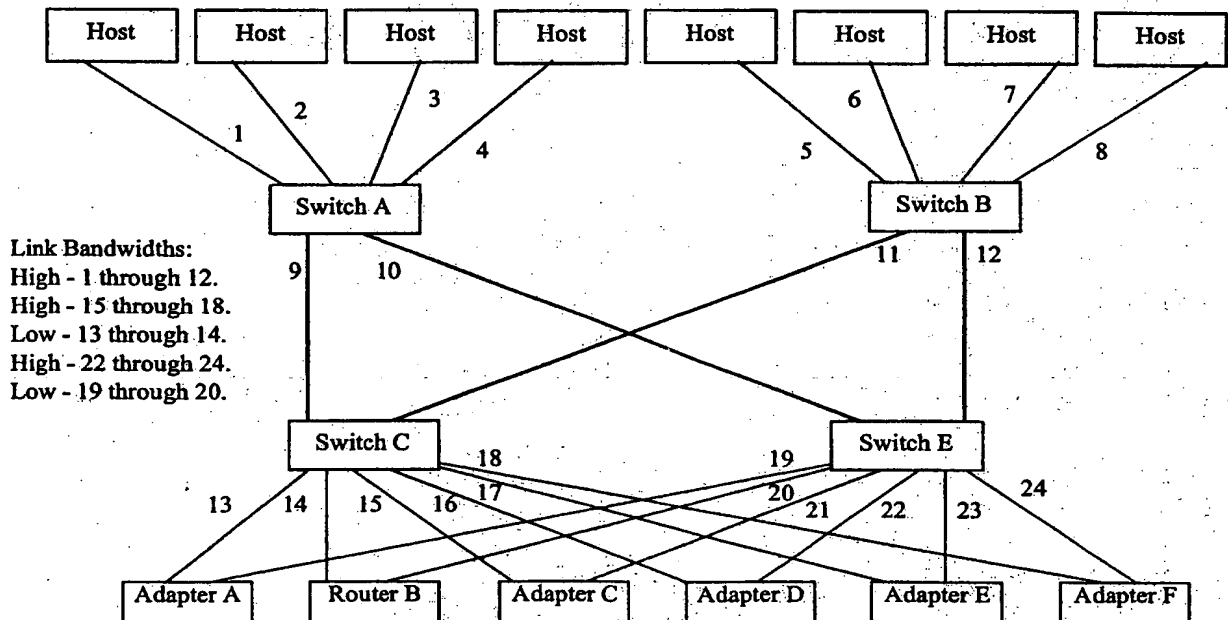 Host Host Host Host Host Host Host Host
1 2 3 4 5 6 7 8
Switch A Switch B
Link Bandwidths:
High - 1 through 12.
High - 15 through 18.
Low - 13 through 14.
High - 22 through 24.
Low - 19 through 20.
9 10 11 12
Switch C Switch E
13 14 15 16 17 18 19 20 21 22 23 24
Adapter A Router B Adapter C Adapter D Adapter E Adapter F